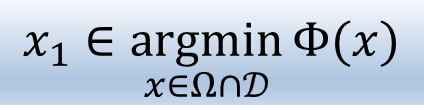 x₁ ∈ argmin Φ(x)
x∈Ω∩𝒟